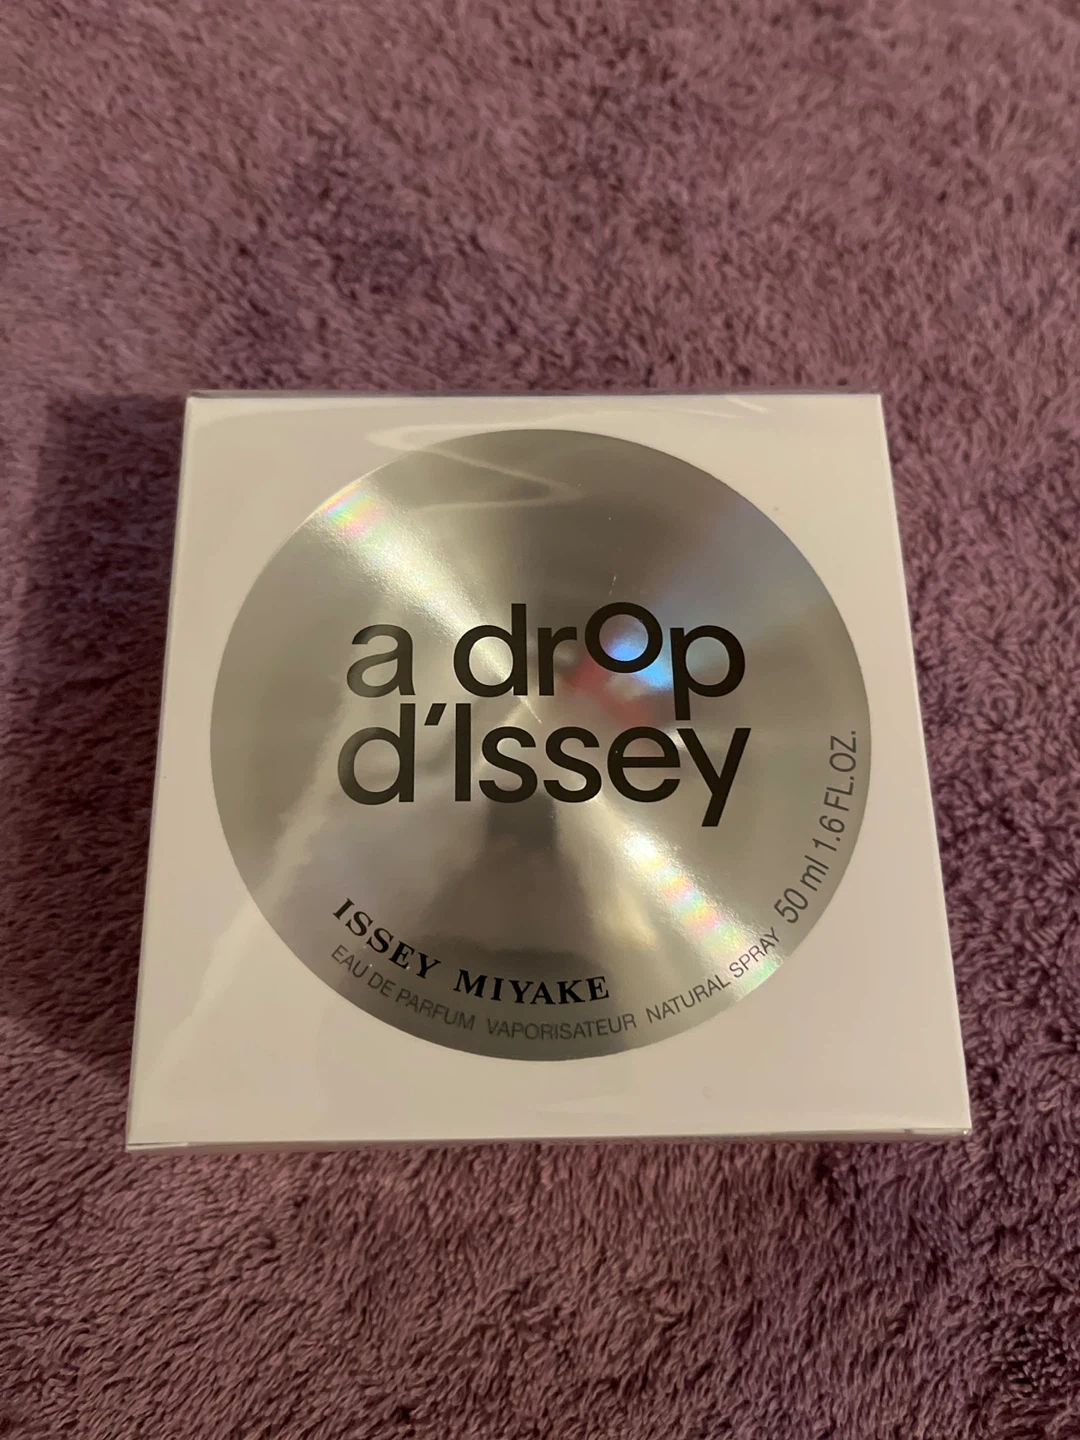 a drop
d'Issey
ISSEY MIYAKE
EAU DE PARFUM VAPORISATEUR NATURAL SPRAY 50 ml 1.6 FL.OZ.